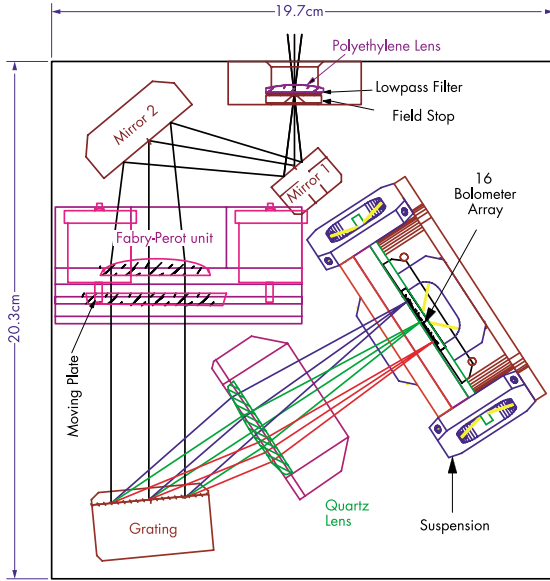 19.7cm
Polyethylene Lens
Lowpass Filter
Field Stop
Mirror 2
Mirror 1
16
Bolometer
Array
Fabry-Perot unit
20.3cm
Moving Plate
Quartz
Lens
Grating
Suspension